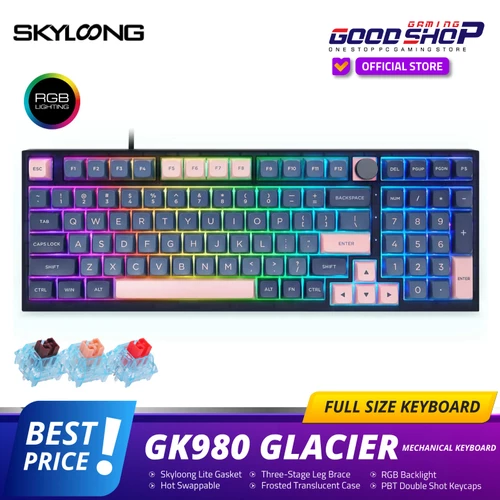 SKYLOONG
GAMING
GOODSHOP
ONE STOP PC GAMING STORE
OFFICIAL STORE
RGB
LIGHTING
ESC F1 F2 F3 F4 F5 F6 F7 F8 F9 F10 F11 F12 DEL PGUP PGDN
BACKSPACE NUM / * -
TAB Q W E R T Y U I O P 7 8 9 +
CAPS LOCK A S D F G H J K L ENTER 4 5 6
SHIFT Z X C V B N M SHIFT 1 2 3 ENTER
CTRL WIN ALT ALT FN CTRL 0 .
BEST
PRICE!
FULL SIZE KEYBOARD
GK980 GLACIER MECHANICAL KEYBOARD
• Skyloong Lite Gasket • Three-Stage Leg Brace • RGB Backlight
• Hot Swappable • Frosted Translucent Case • PBT Double Shot Keycaps